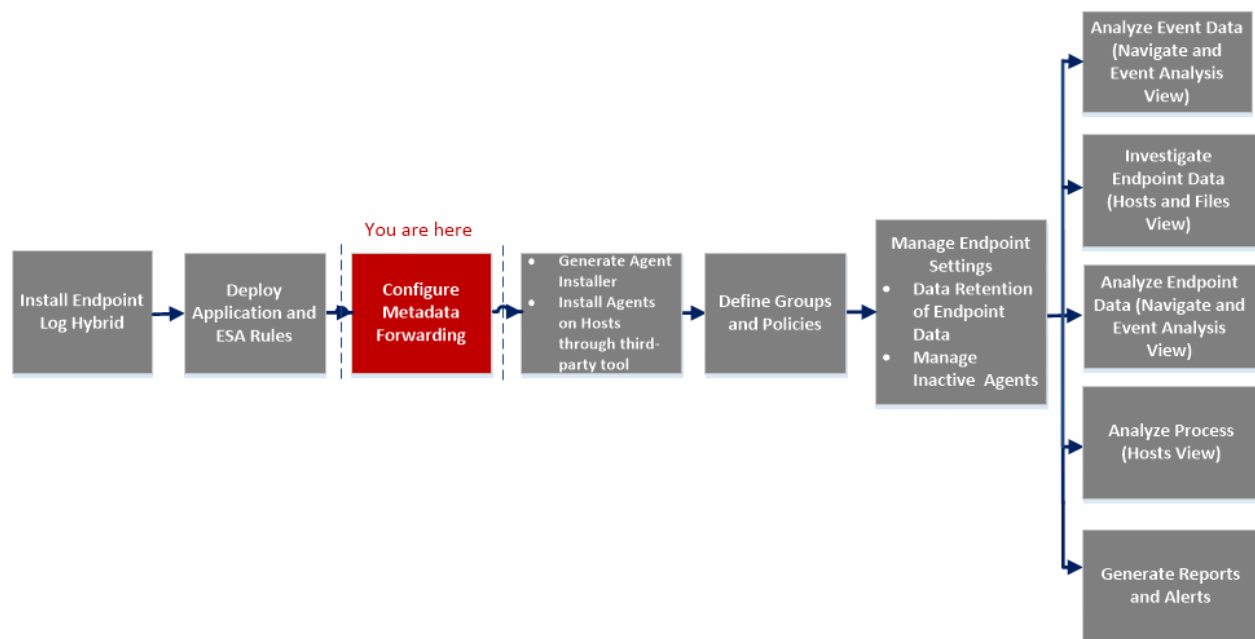 Install Endpoint
Log Hybrid
Deploy
Application and
ESA Rules
You are here
Configure
Metadata
Forwarding
• Generate Agent
Installer
• Install Agents
on Hosts
through third-
party tool
Define Groups
and Policies
Manage Endpoint
Settings
• Data Retention
of Endpoint
Data
• Manage
Inactive Agents
Analyze Event Data
(Navigate and
Event Analysis
View)
Investigate
Endpoint Data
(Hosts and Files
View)
Analyze Endpoint
Data (Navigate and
Event Analysis
View)
Analyze Process
(Hosts View)
Generate Reports
and Alerts